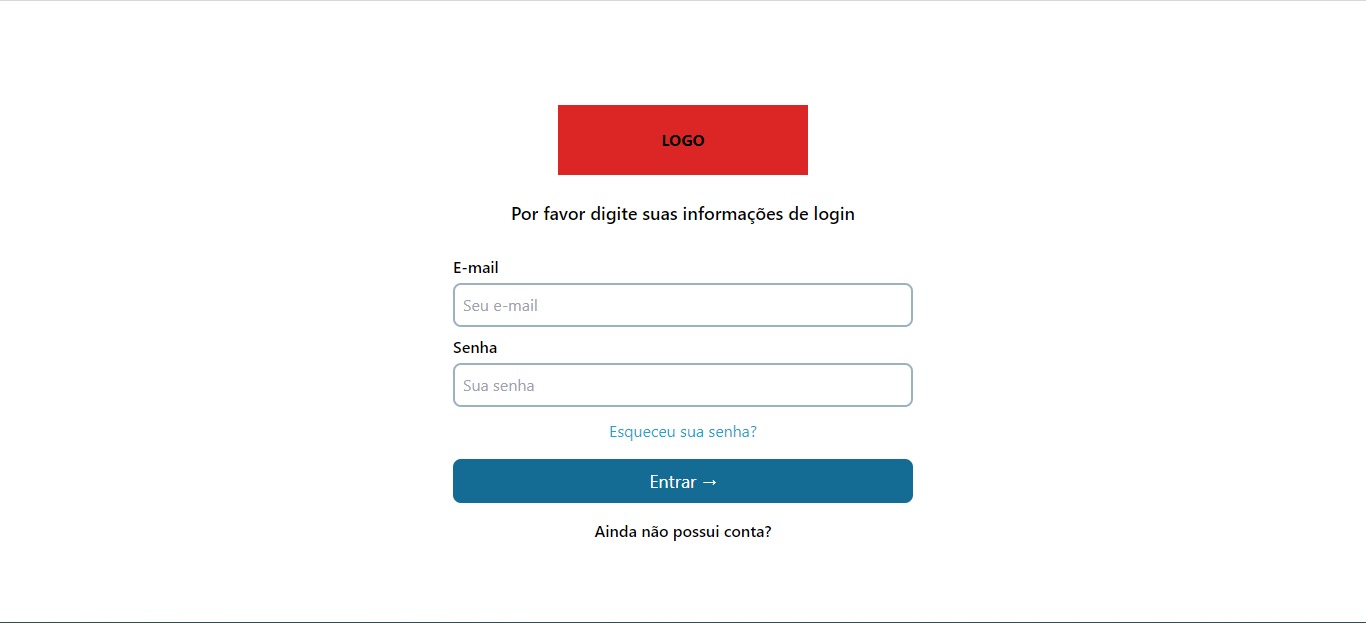 LOGO
Por favor digite suas informações de login
E-mail
Seu e-mail
Senha
Sua senha
Esqueceu sua senha?
Entrar →
Ainda não possui conta?